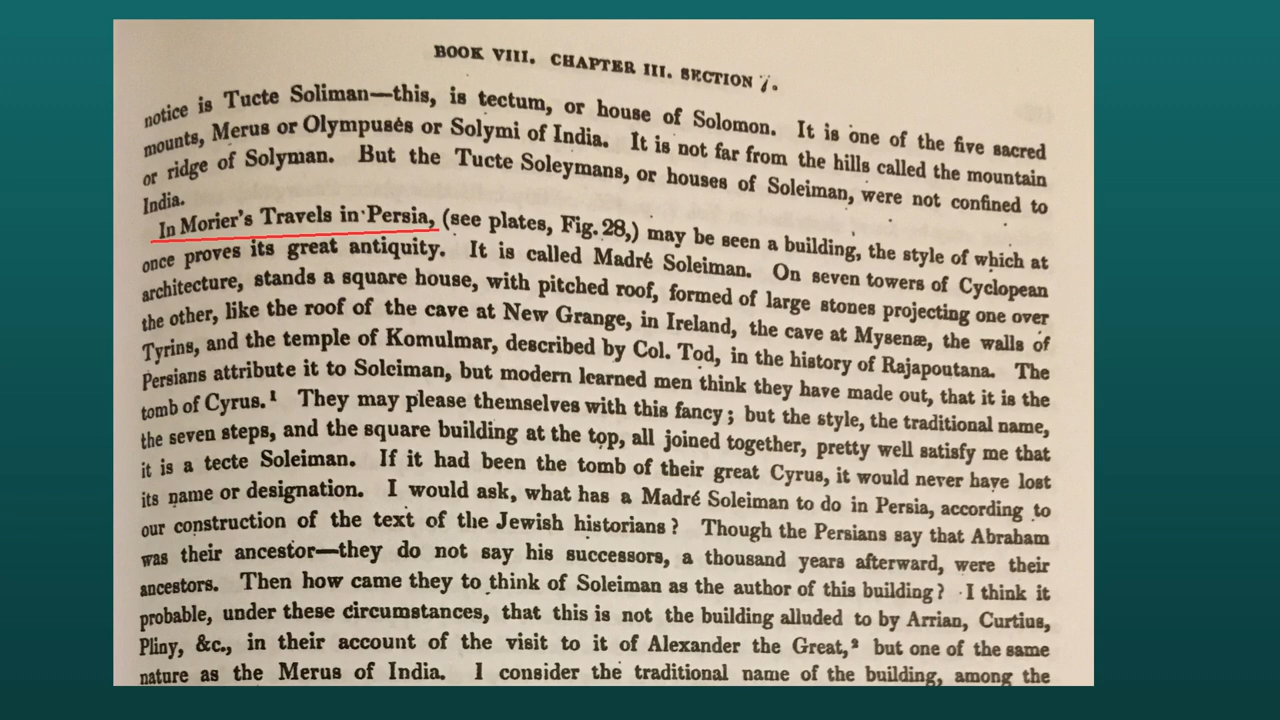 BOOK VIII. CHAPTER III. SECTION 7.
notice is Tucte Soliman—this, is tectum, or house of Solomon. It is one of the five sacred
mounts, Merus or Olympuses or Solymi of India. It is not far from the hills called the mountain
or ridge of Solyman. But the Tucte Soleymans, or houses of Soleiman, were not confined to
India.
In Morier's Travels in Persia, (see plates, Fig. 28,) may be seen a building, the style of which at
once proves its great antiquity. It is called Madré Soleiman. On seven towers of Cyclopean
architecture, stands a square house, with pitched roof, formed of large stones projecting one over
the other, like the roof of the cave at New Grange, in Ireland, the cave at Mysenæ, the walls of
Tyrins, and the temple of Komulmar, described by Col. Tod, in the history of Rajapoutana. The
Persians attribute it to Soleiman, but modern learned men think they have made out, that it is the
tomb of Cyrus.¹ They may please themselves with this fancy; but the style, the traditional name,
the seven steps, and the square building at the top, all joined together, pretty well satisfy me that
it is a tecte Soleiman. If it had been the tomb of their great Cyrus, it would never have lost
its name or designation. I would ask, what has a Madré Soleiman to do in Persia, according to
our construction of the text of the Jewish historians? Though the Persians say that Abraham
was their ancestor—they do not say his successors, a thousand years afterward, were their
ancestors. Then how came they to think of Soleiman as the author of this building? I think it
probable, under these circumstances, that this is not the building alluded to by Arrian, Curtius,
Pliny, &c., in their account of the visit to it of Alexander the Great,² but one of the same
nature as the Merus of India. I consider the traditional name of the building, among the